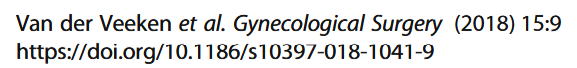 Van der Veeken et al. Gynecological Surgery (2018) 15:9
https://doi.org/10.1186/s10397-018-1041-9